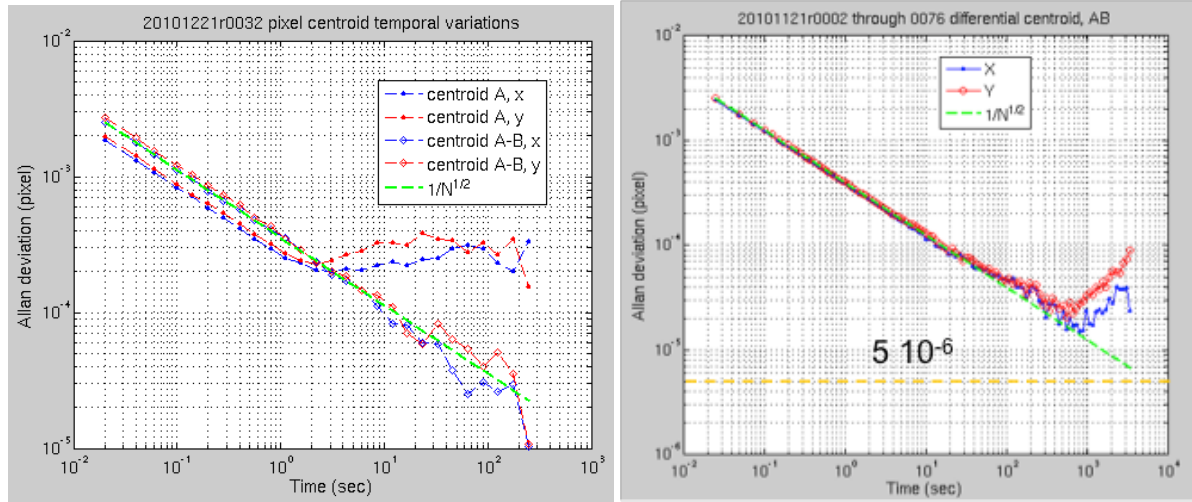 20101221r0032 pixel centroid temporal variations
10^-2
10^-3
10^-4
10^-5
Allan deviation (pixel)
centroid A, x
centroid A, y
centroid A-B, x
centroid A-B, y
1/N^1/2
10^-2
10^-1
10^0
10^1
10^2
10^3
Time (sec)
20101121r0002 through 0076 differential centroid, AB
10^-2
10^-3
10^-4
10^-5
10^-6
Allan deviation (pixel)
X
Y
1/N^1/2
5 10^-6
10^-2
10^-1
10^0
10^1
10^2
10^3
10^4
Time (sec)